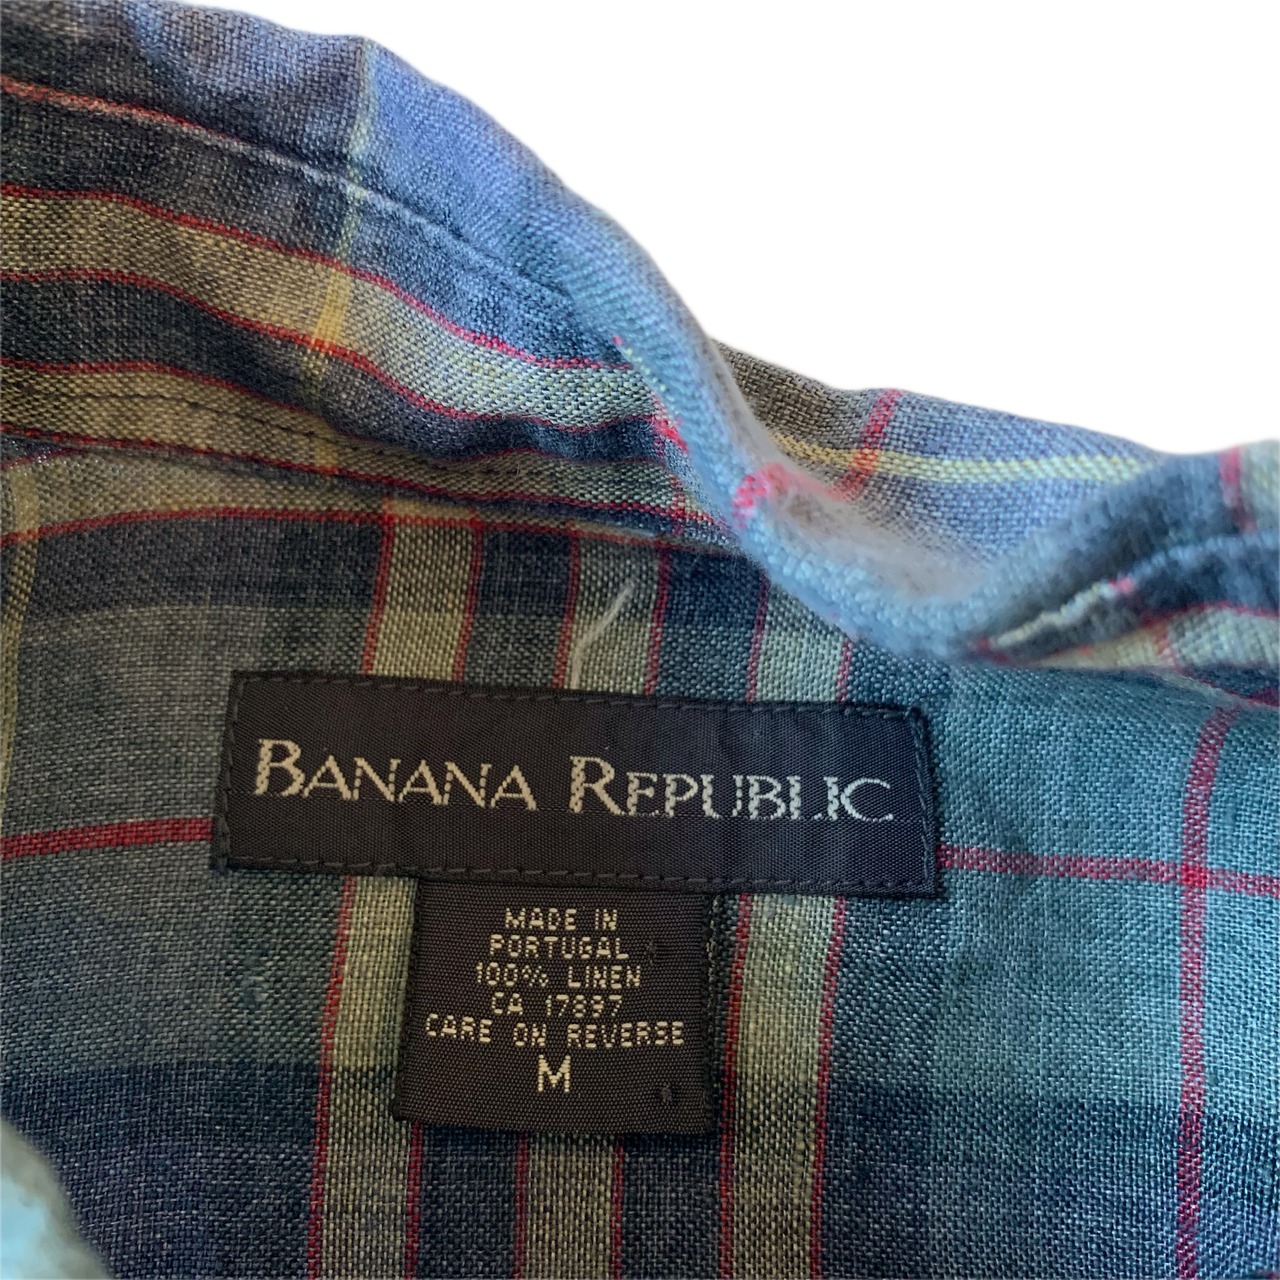 BANANA REPUBLIC
MADE IN
PORTUGAL
100% LINEN
CA 17897
CARE ON REVERSE
M